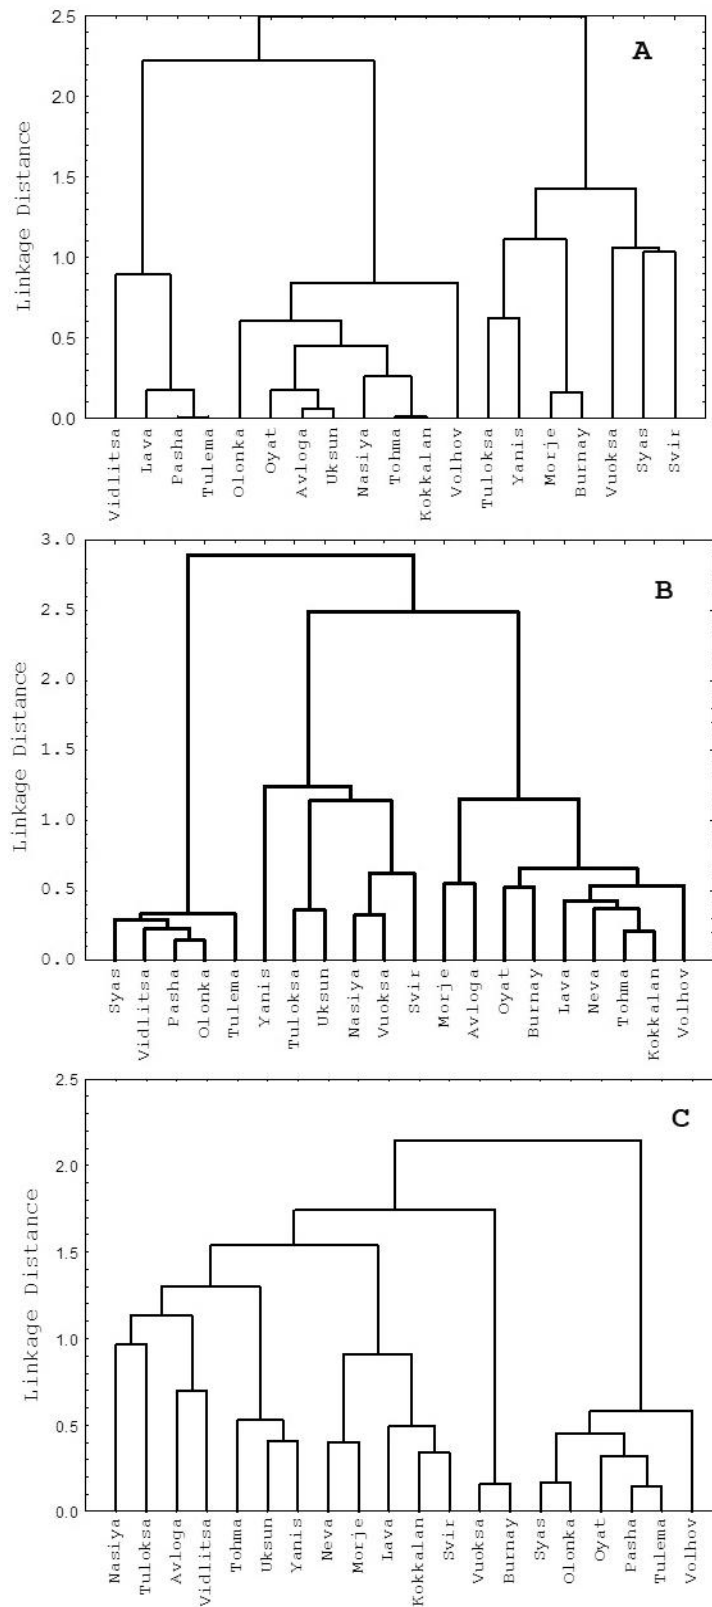 2.5
A
2.0
1.5
1.0
0.5
0.0
Linkage Distance
Vidlitsa
Lava
Pasha
Tulema
Olonka
Oyat
Avloga
Uksun
Nasiya
Tohma
Kokkalan
Volhov
Tuloksa
Yanis
Morje
Burnay
Vuoksa
Syas
Svir
3.0
B
2.5
2.0
1.5
1.0
0.5
0.0
Linkage Distance
Syas
Vidlitsa
Pasha
Olonka
Tulema
Yanis
Tuloksa
Uksun
Nasiya
Vuoksa
Svir
Morje
Avloga
Oyat
Burnay
Lava
Neva
Tohma
Kokkalan
Volhov
2.5
C
2.0
1.5
1.0
0.5
0.0
Linkage Distance
Nasiya
Tuloksa
Avloga
Vidlitsa
Tohma
Uksun
Yanis
Neva
Morje
Lava
Kokkalan
Svir
Vuoksa
Burnay
Syas
Olonka
Oyat
Pasha
Tulema
Volhov